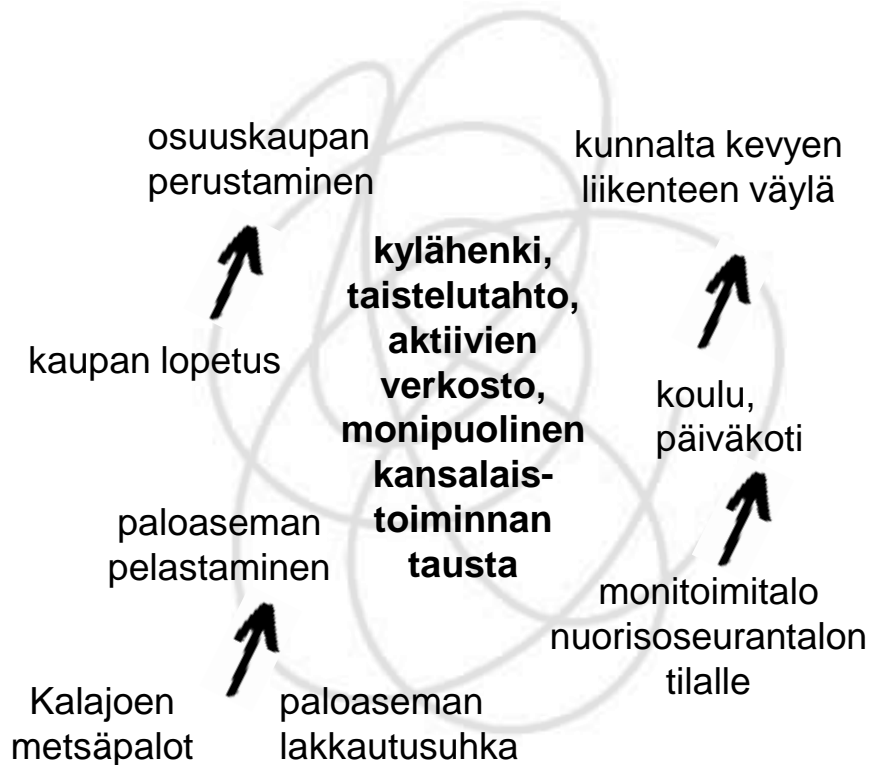 osuuskaupan
perustaminen
kunnalta kevyen
liikenteen väylä
kylähenki,
taistelutahto,
aktiivien
verkosto,
monipuolinen
kansalais-
toiminnan
tausta
kaupan lopetus
koulu,
päiväkoti
paloaseman
pelastaminen
monitoimitalo
nuorisoseurantalon
tilalle
Kalajoen
metsäpalot
paloaseman
lakkautusuhka